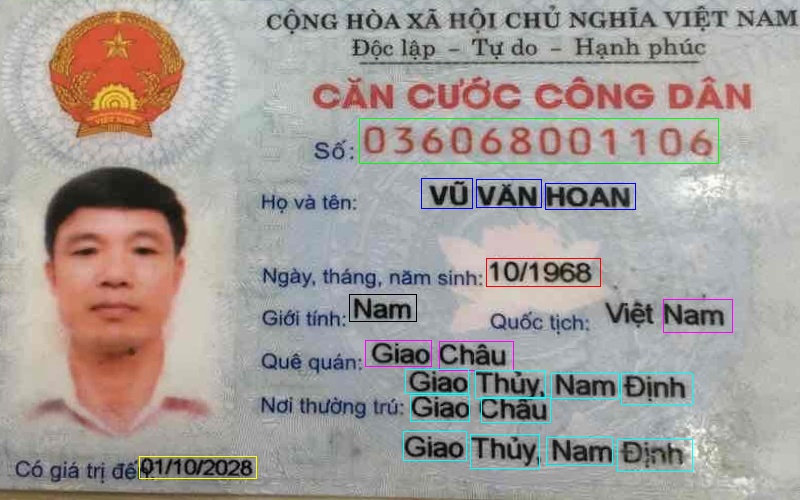 CỘNG HÒA XÃ HỘI CHỦ NGHĨA VIỆT NAM
Độc lập - Tự do - Hạnh phúc
CĂN CƯỚC CÔNG DÂN
Số: 036068001106
Họ và tên: VŨ VĂN HOAN
Ngày, tháng, năm sinh: 10/1968
Giới tính: Nam Quốc tịch: Việt Nam
Quê quán: Giao Châu
Giao Thủy, Nam Định
Nơi thường trú: Giao Châu
Giao Thủy, Nam Định
Có giá trị đến: 01/10/2028